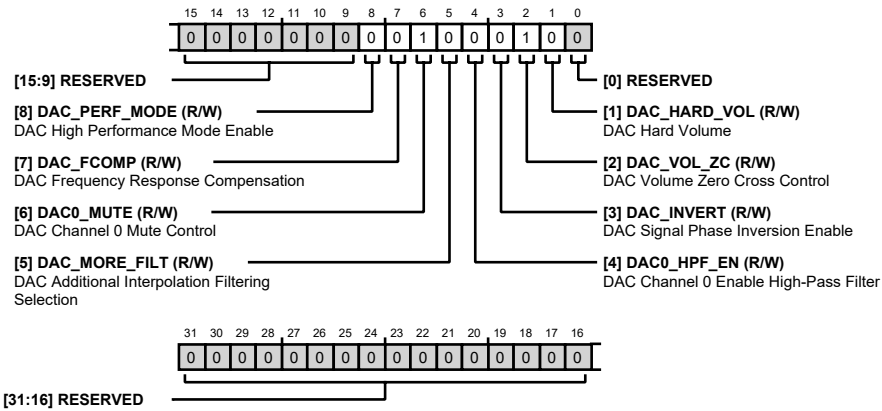 15 14 13 12 11 10 9 8 7 6 5 4 3 2 1 0
0 0 0 0 0 0 0 0 0 1 0 0 0 1 0 0
[15:9] RESERVED
[0] RESERVED
[8] DAC_PERF_MODE (R/W)
DAC High Performance Mode Enable
[1] DAC_HARD_VOL (R/W)
DAC Hard Volume
[7] DAC_FCOMP (R/W)
DAC Frequency Response Compensation
[2] DAC_VOL_ZC (R/W)
DAC Volume Zero Cross Control
[6] DAC0_MUTE (R/W)
DAC Channel 0 Mute Control
[3] DAC_INVERT (R/W)
DAC Signal Phase Inversion Enable
[5] DAC_MORE_FILT (R/W)
DAC Additional Interpolation Filtering
Selection
[4] DAC0_HPF_EN (R/W)
DAC Channel 0 Enable High-Pass Filter
31 30 29 28 27 26 25 24 23 22 21 20 19 18 17 16
0 0 0 0 0 0 0 0 0 0 0 0 0 0 0 0
[31:16] RESERVED